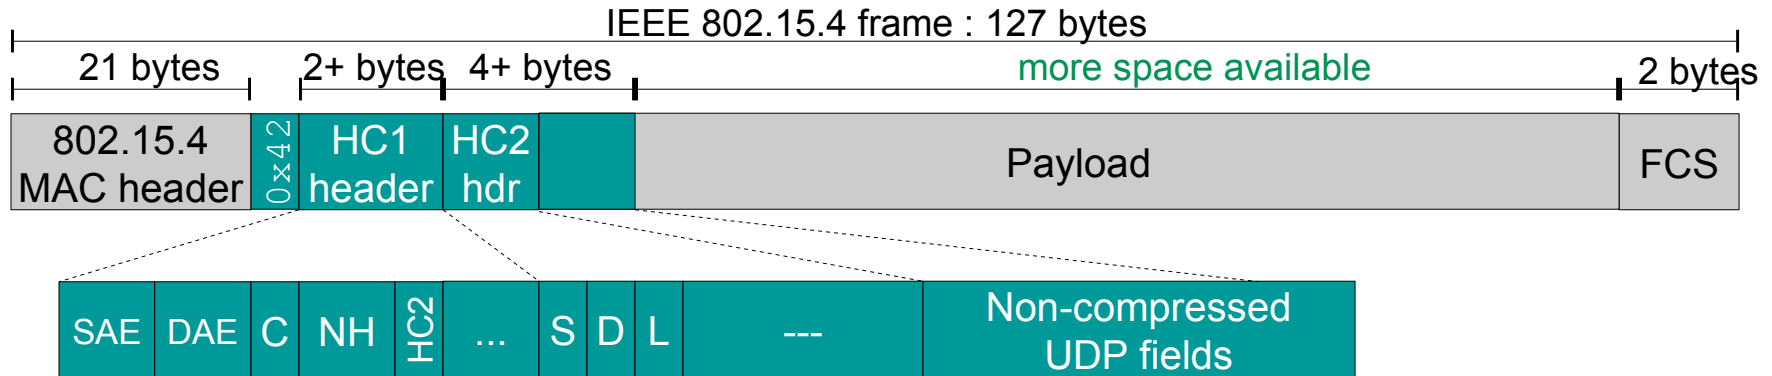 IEEE 802.15.4 frame : 127 bytes
21 bytes 2+ bytes 4+ bytes more space available 2 bytes
802.15.4
MAC header
0x42
HC1
header
HC2
hdr
Payload
FCS
SAE DAE C NH HC2 ... S D L --- Non-compressed
UDP fields